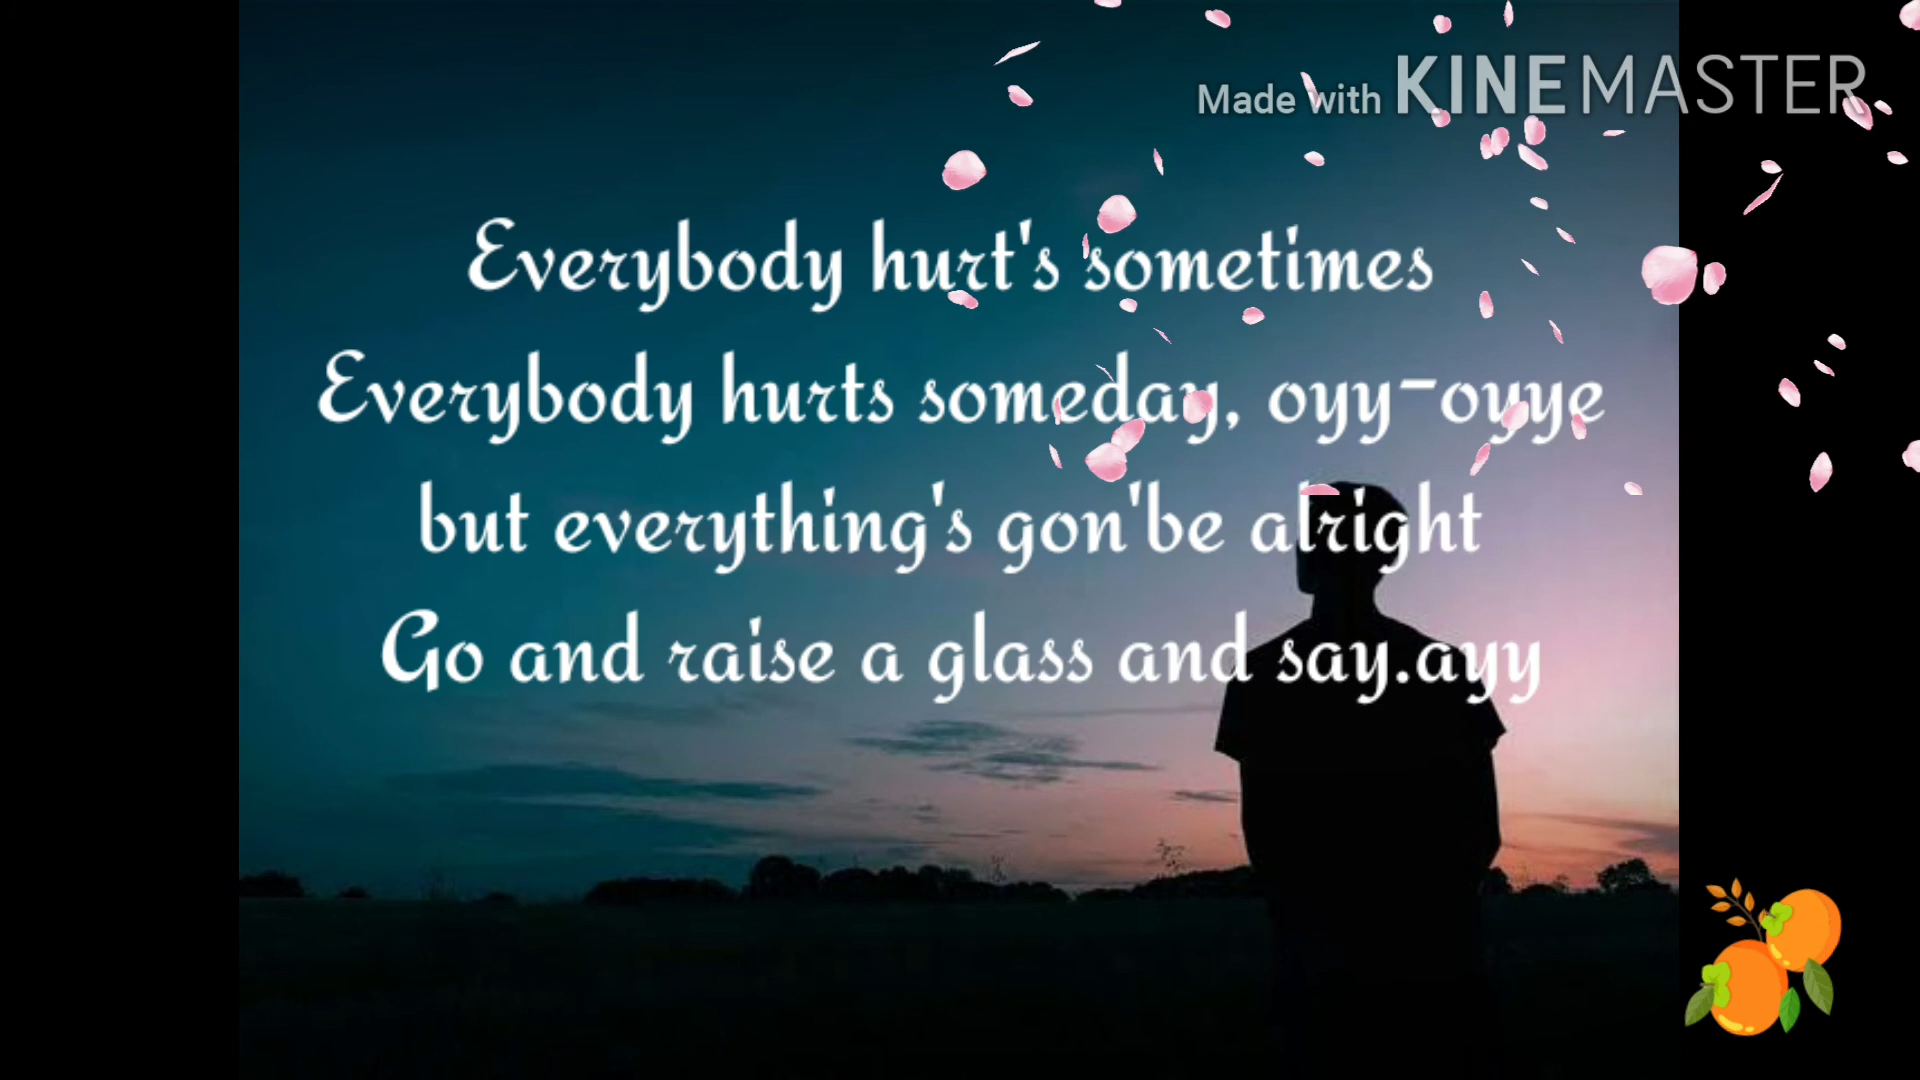 Made with KINEMASTER
Everybody hurt's sometimes
Everybody hurts someday, oyy-oyye
but everything's gon'be alright
Go and raise a glass and say.ayy